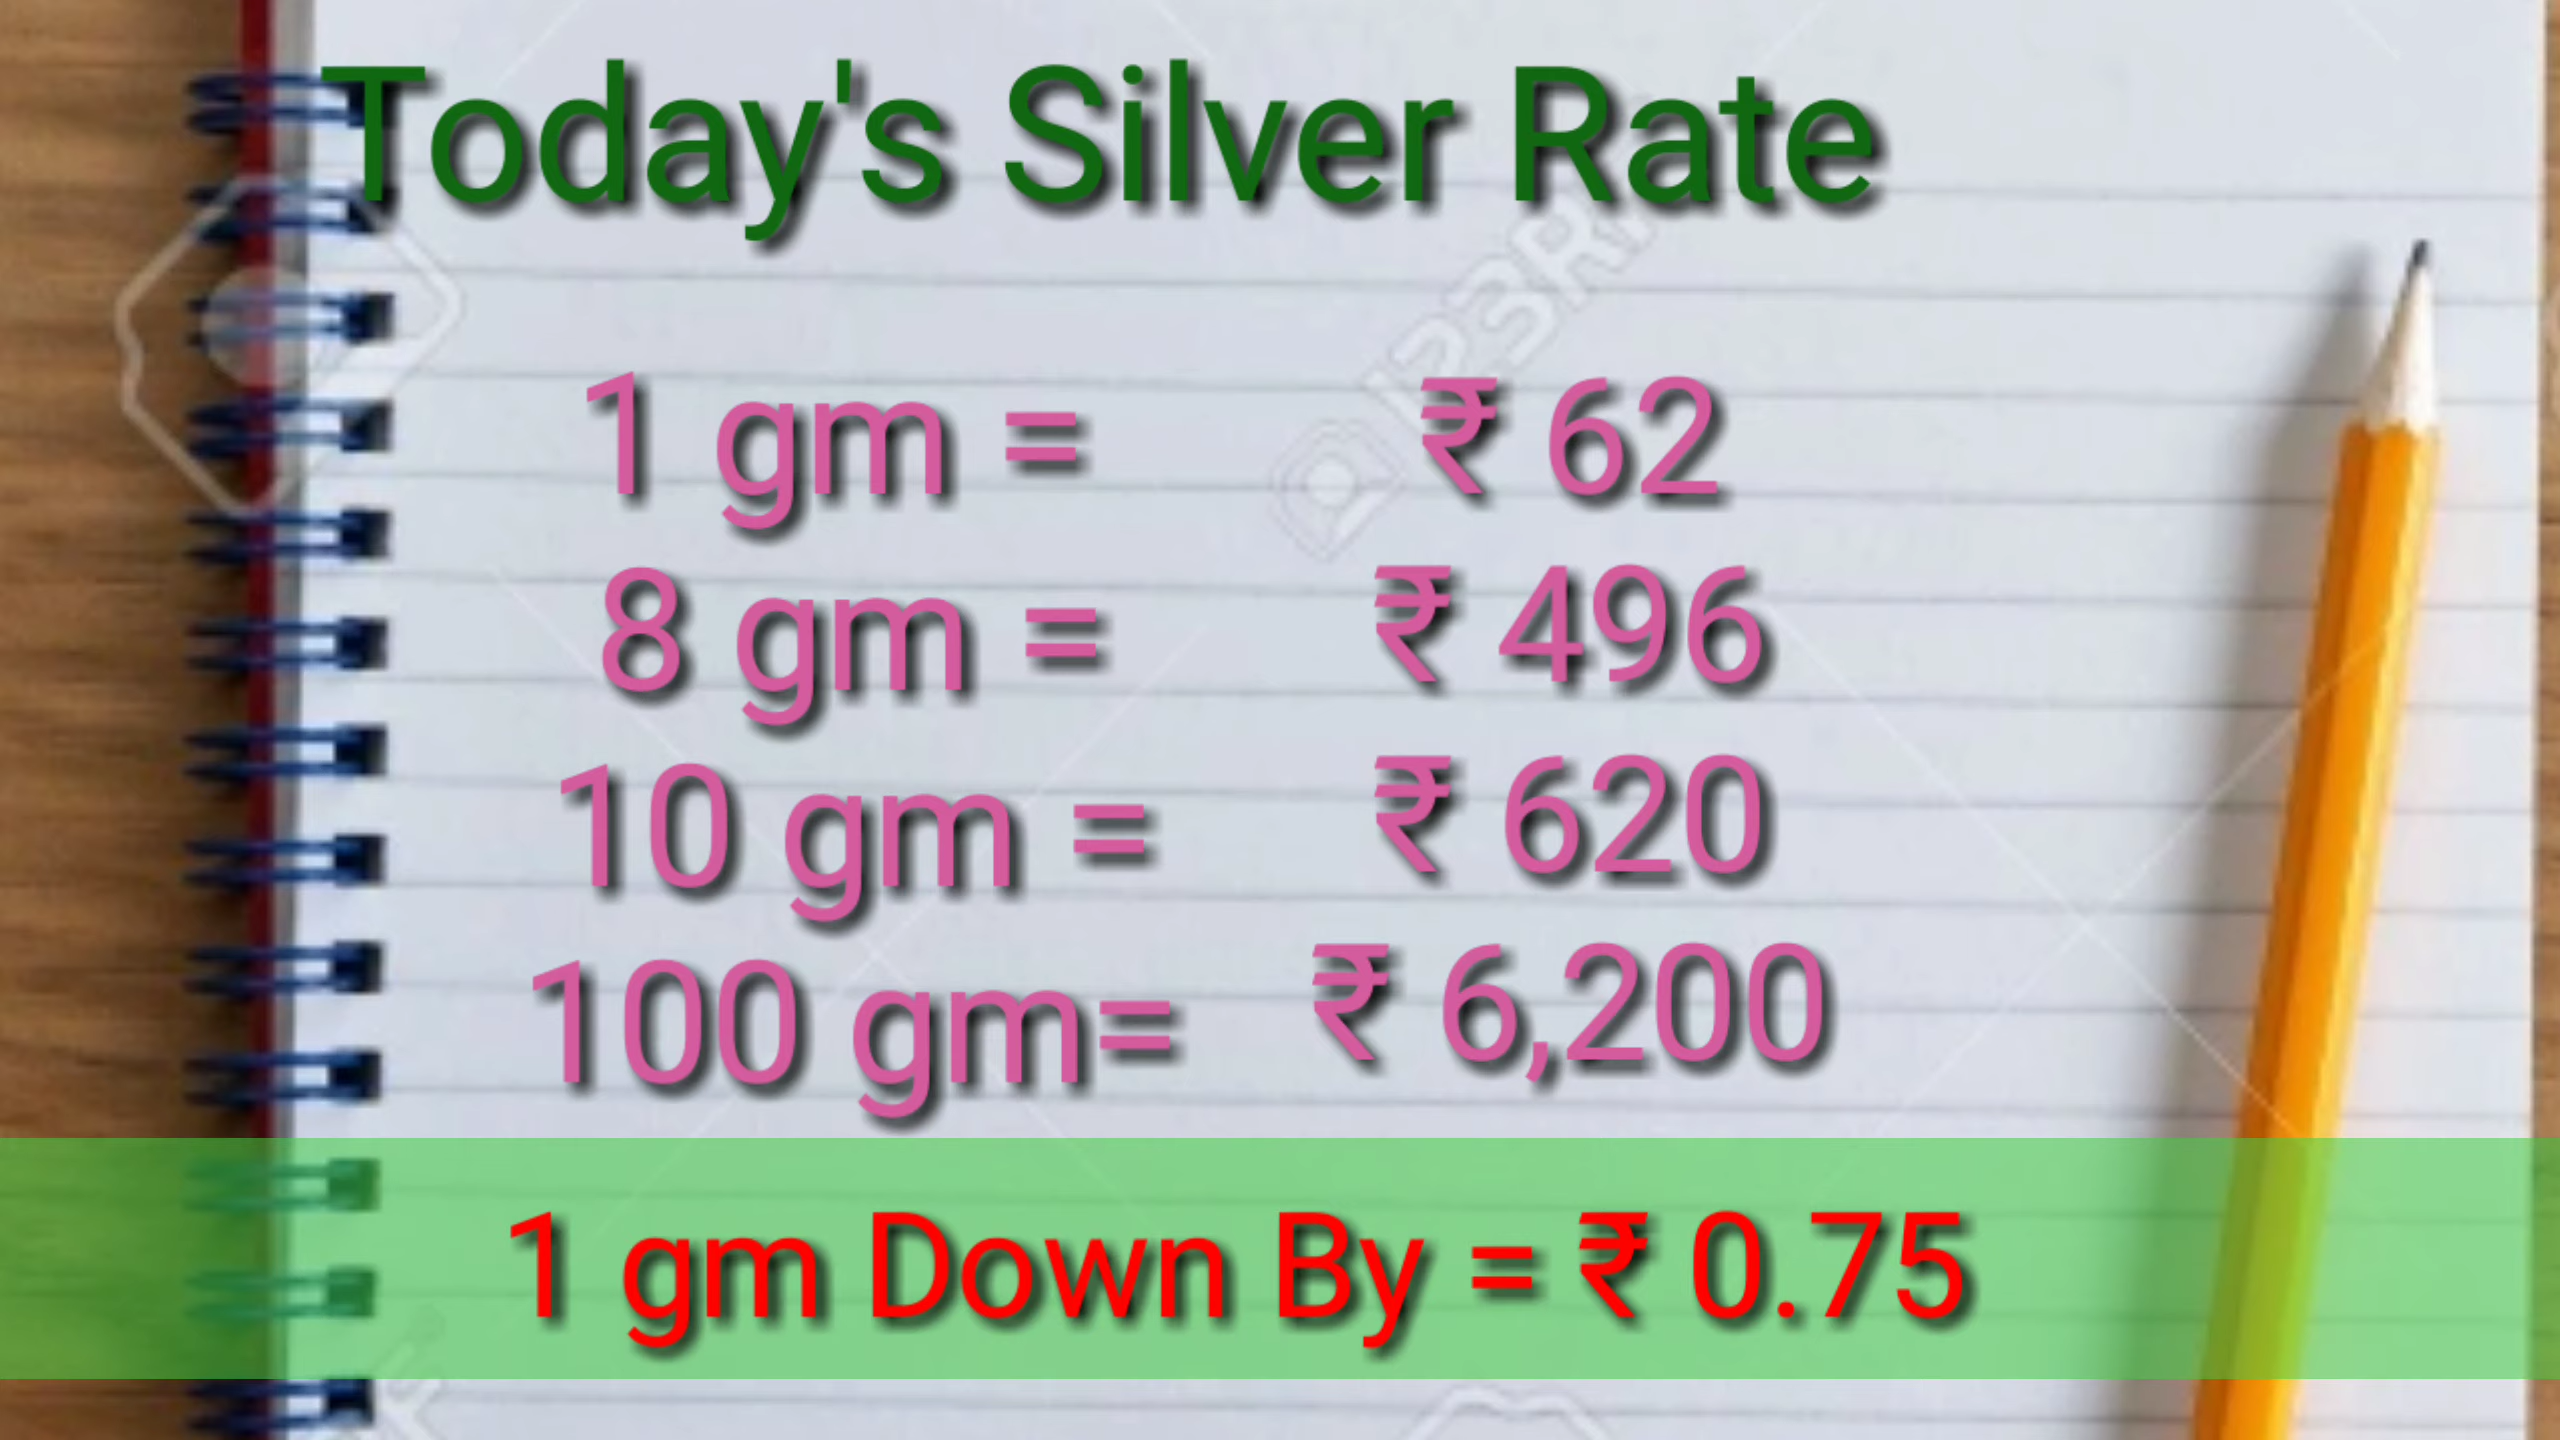 Today's Silver Rate
1 gm = ₹ 62
8 gm = ₹ 496
10 gm = ₹ 620
100 gm= ₹ 6,200
1 gm Down By = ₹ 0.75